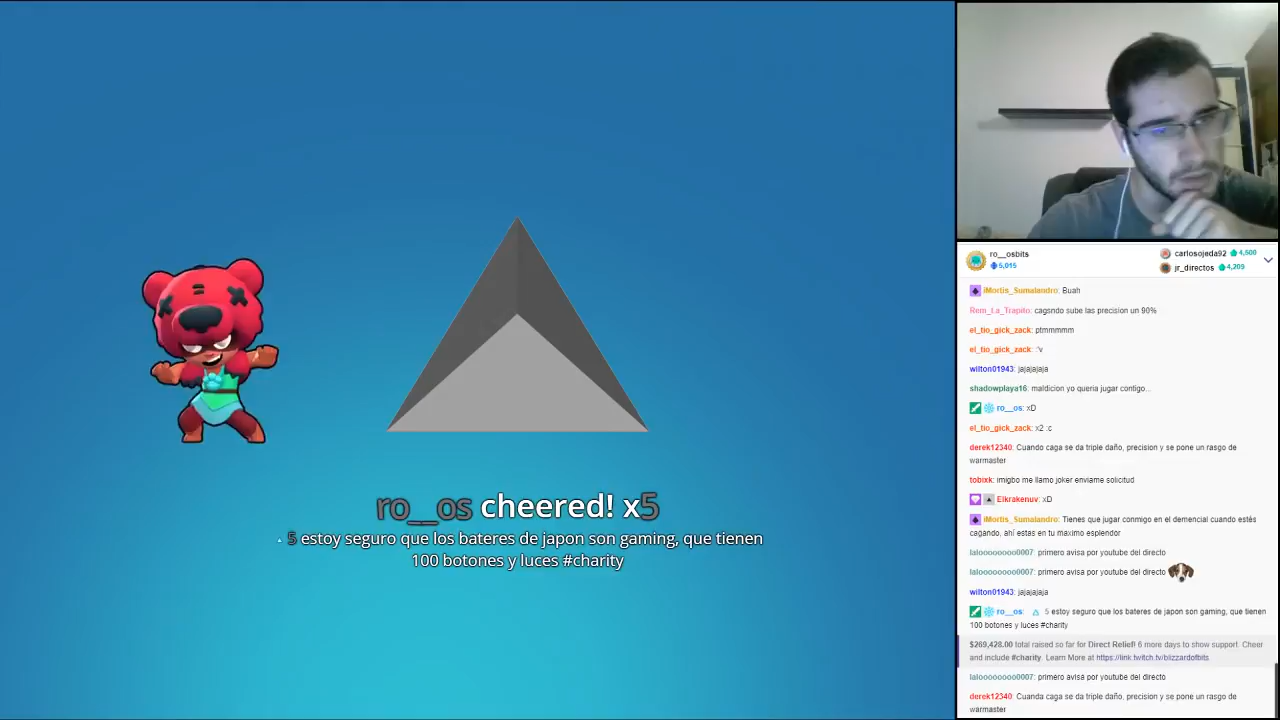 ro__os cheered! x5
5 estoy seguro que los bateres de japon son gaming, que tienen
100 botones y luces #charity
ro__osbits
5,015
carlosojeda92 4,500
jr_directos 4,209
iMortis_Sumalandro: Buah
Rem_La_Trapito: cagsndo sube las precision un 90%
el_tio_gick_zack: ptmmmmm
el_tio_gick_zack: :'v
wilton01943: jajajajaja
shadowplaya16: maldicion yo queria jugar contigo...
ro__os: xD
el_tio_gick_zack: x2 :c
derek12340: Cuando caga se da triple daño, precision y se pone un rasgo de
warmaster
tobixk: imigbo me llamo joker enviame solicitud
Elkrakenuv: xD
iMortis_Sumalandro: Tienes que jugar conmigo en el demencial cuando estés
cagando, ahí estas en tu maximo esplendor
laloooooooo0007: primero avisa por youtube del directo
laloooooooo0007: primero avisa por youtube del directo
wilton01943: jajajajaja
ro__os: 5 estoy seguro que los bateres de japon son gaming, que tienen
100 botones y luces #charity
$269,428.00 total raised so far for Direct Relief! 6 more days to show support! Cheer
and include #charity. Learn More at https://link.twitch.tv/blizzardofbits
laloooooooo0007: primero avisa por youtube del directo
derek12340: Cuanda caga se da triple daño, precision y se pone un rasgo de
warmaster